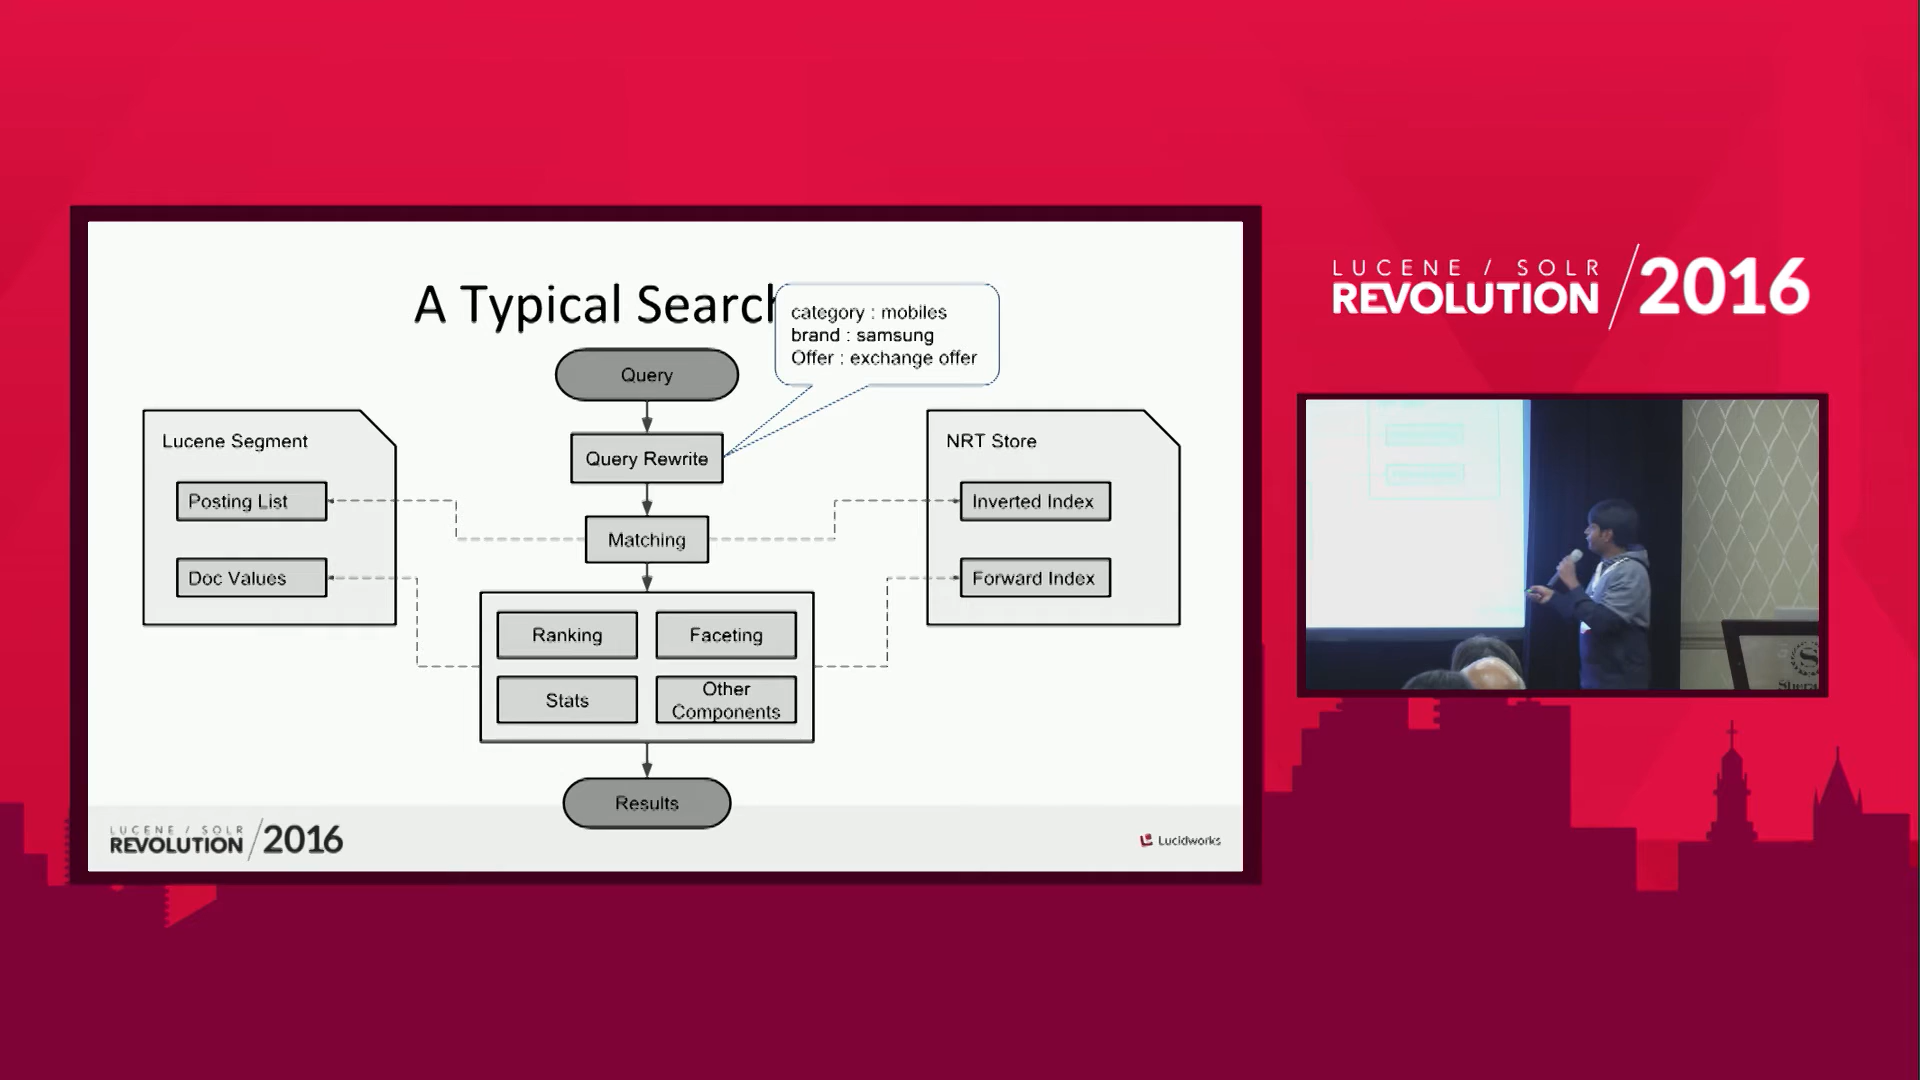 A Typical Search
category : mobiles
brand : samsung
Offer : exchange offer
Query
Lucene Segment
Query Rewrite
NRT Store
Posting List
Inverted Index
Matching
Doc Values
Forward Index
Ranking
Faceting
Stats
Other
Components
Results
LUCENE / SOLR
REVOLUTION /2016
Lucidworks
LUCENE / SOLR
REVOLUTION /2016